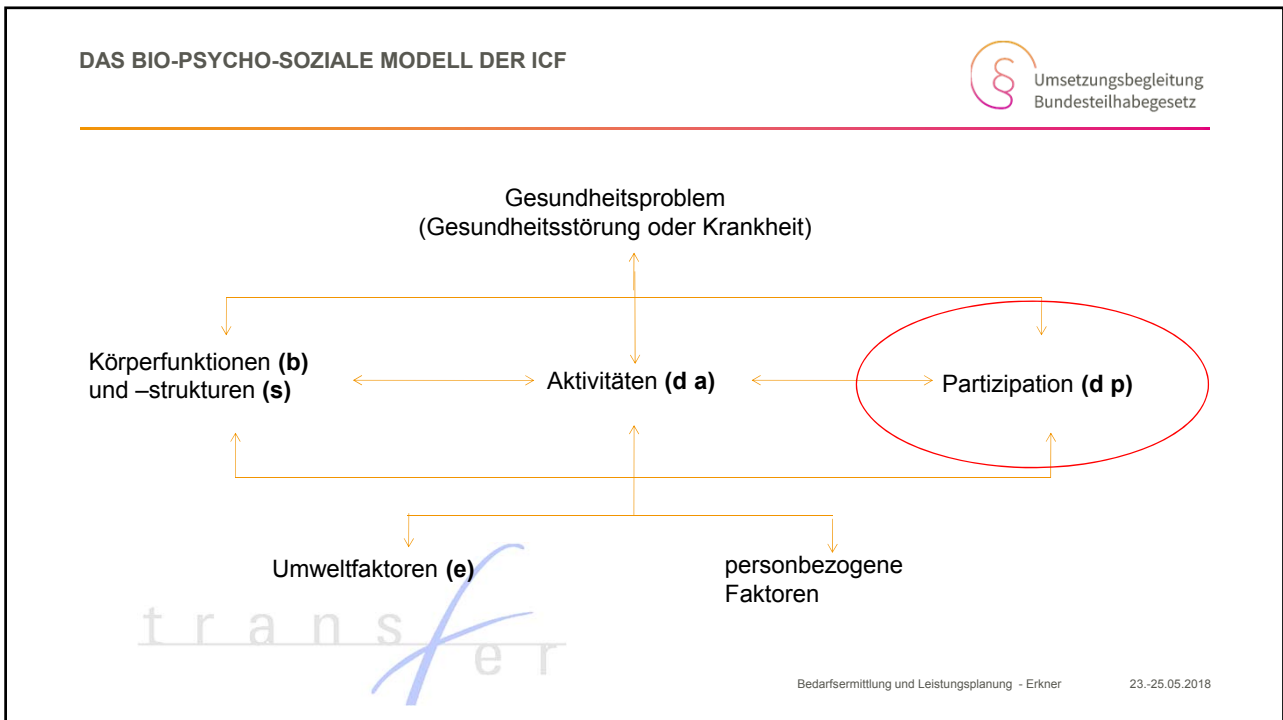 DAS BIO-PSYCHO-SOZIALE MODELL DER ICF
Umsetzungsbegleitung
Bundesteilhabegesetz
Gesundheitsproblem
(Gesundheitsstörung oder Krankheit)
Körperfunktionen (b)
und –strukturen (s)
Aktivitäten (d a)
Partizipation (d p)
Umweltfaktoren (e)
personbezogene
Faktoren
transfer
Bedarfsermittlung und Leistungsplanung - Erkner
23.-25.05.2018